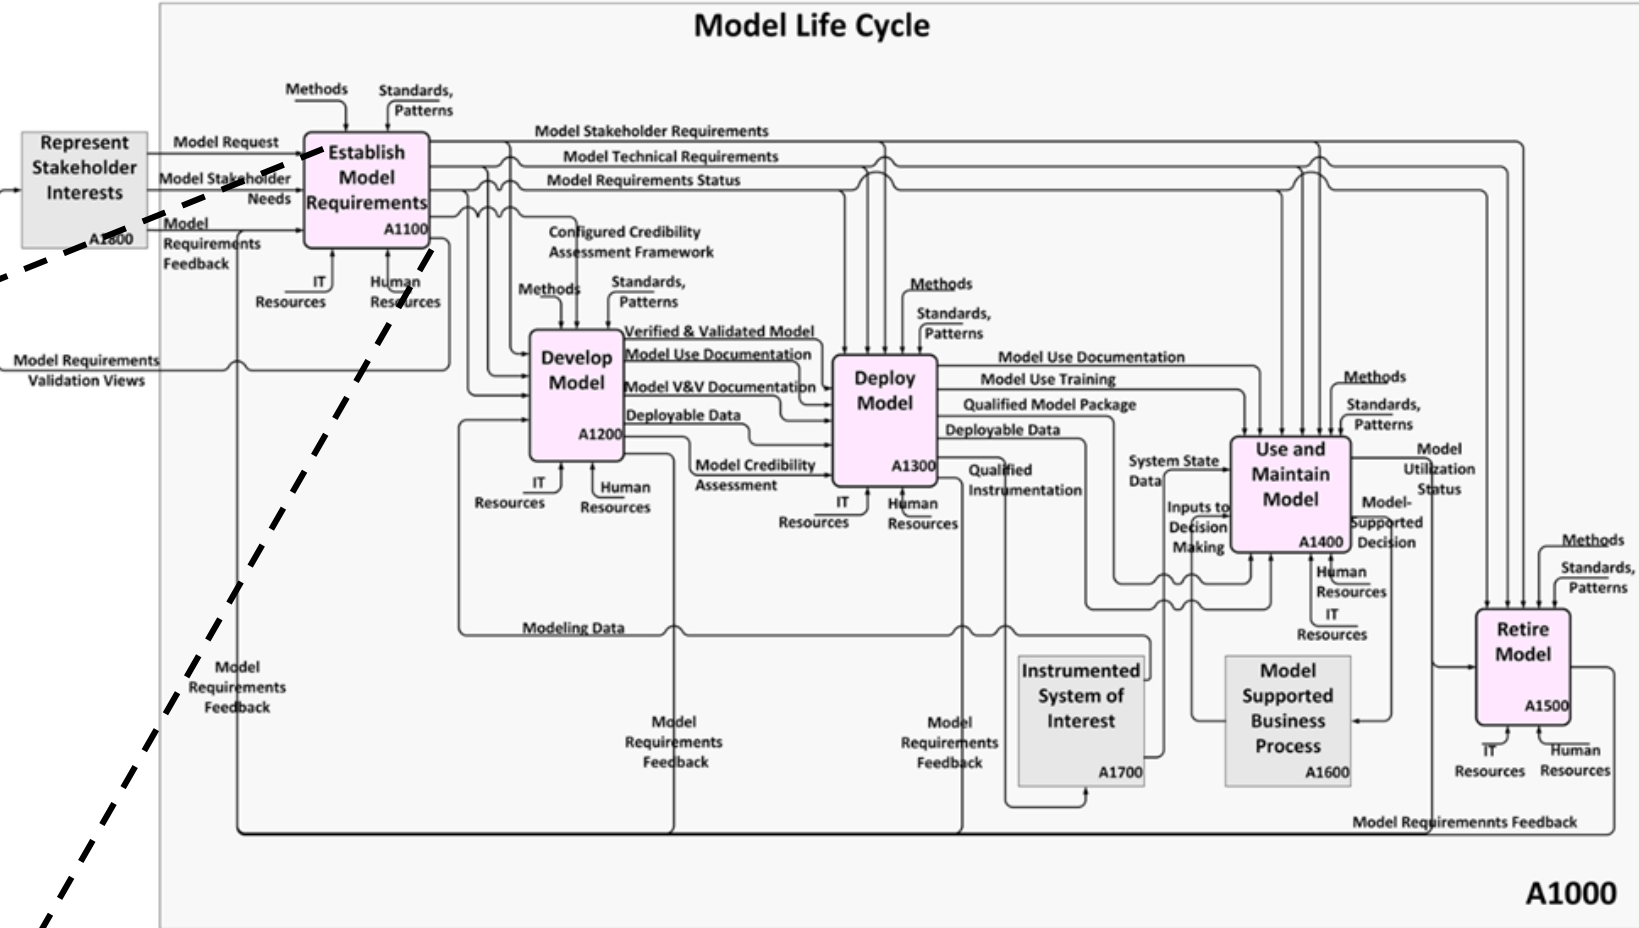 Model Life Cycle
Methods
Standards,
Patterns
Represent
Stakeholder
Interests
A1800
Model Request
Model Stakeholder
Needs
Model
Requirements
Feedback
Establish
Model
Requirements
A1100
IT
Resources
Human
Resources
Model Requirements
Validation Views
Model Stakeholder Requirements
Model Technical Requirements
Model Requirements Status
Configured Credibility
Assessment Framework
Methods
Standards,
Patterns
Develop
Model
A1200
IT
Resources
Human
Resources
Verified & Validated Model
Model Use Documentation
Model V&V Documentation
Deployable Data
Model Credibility
Assessment
Methods
Standards,
Patterns
Deploy
Model
A1300
IT
Resources
Human
Resources
Model Use Documentation
Model Use Training
Qualified Model Package
Deployable Data
Qualified
Instrumentation
System State
Data
Inputs to
Decision
Making
Methods
Standards,
Patterns
Use and
Maintain
Model
A1400
Model
Utilization
Status
Model-
Supported
Decision
Human
Resources
IT
Resources
Methods
Standards,
Patterns
Retire
Model
A1500
IT
Resources
Human
Resources
Modeling Data
Model
Requirements
Feedback
Model
Requirements
Feedback
Model
Requirements
Feedback
Instrumented
System of
Interest
A1700
Model
Supported
Business
Process
A1600
Model Requiremennts Feedback
A1000